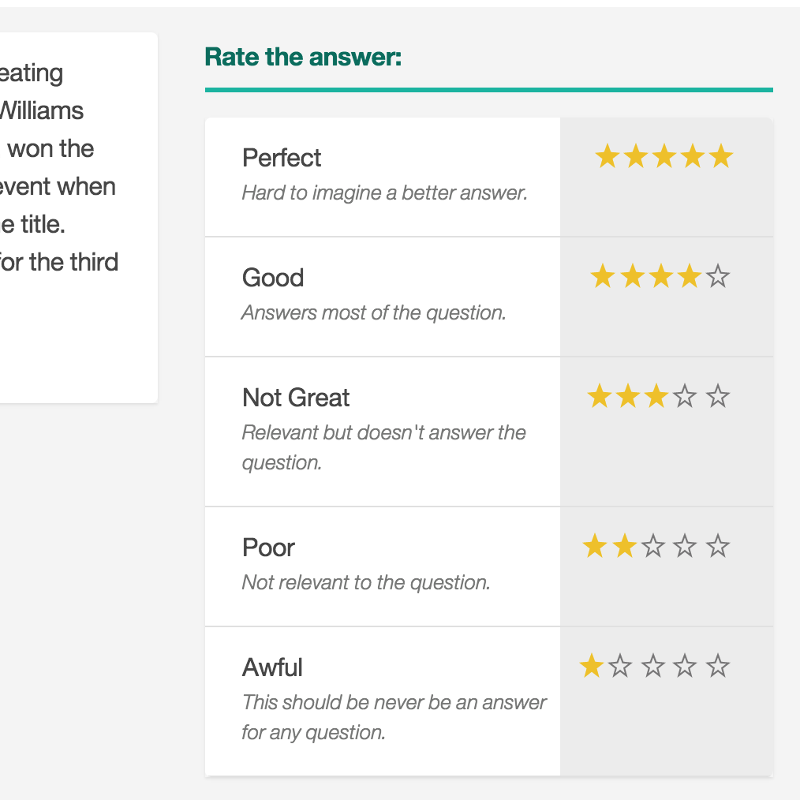 eating
Williams
won the
event when
e title.
for the third
Rate the answer:
Perfect
Hard to imagine a better answer.
Good
Answers most of the question.
Not Great
Relevant but doesn't answer the
question.
Poor
Not relevant to the question.
Awful
This should be never be an answer
for any question.